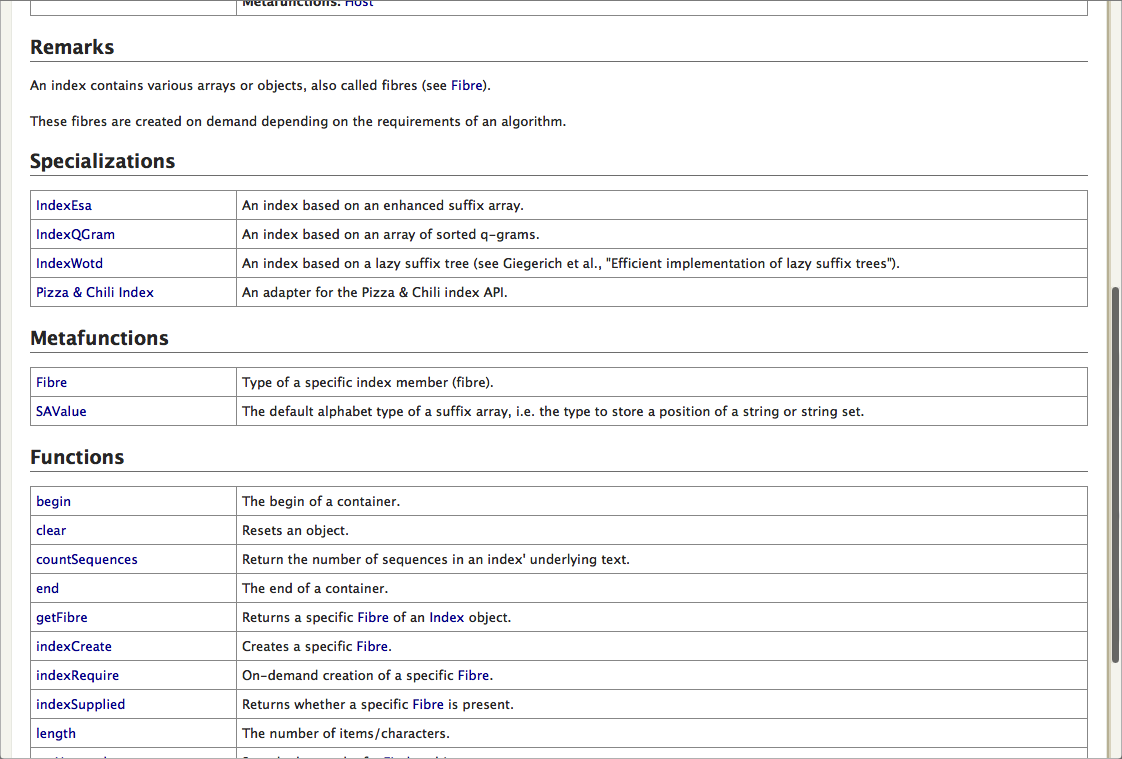 Metafunctions: Host
Remarks
An index contains various arrays or objects, also called fibres (see Fibre).
These fibres are created on demand depending on the requirements of an algorithm.
Specializations
IndexEsa An index based on an enhanced suffix array.
IndexQGram An index based on an array of sorted q-grams.
IndexWotd An index based on a lazy suffix tree (see Giegerich et al., "Efficient implementation of lazy suffix trees").
Pizza & Chili Index An adapter for the Pizza & Chili index API.
Metafunctions
Fibre Type of a specific index member (fibre).
SAValue The default alphabet type of a suffix array, i.e. the type to store a position of a string or string set.
Functions
begin The begin of a container.
clear Resets an object.
countSequences Return the number of sequences in an index' underlying text.
end The end of a container.
getFibre Returns a specific Fibre of an Index object.
indexCreate Creates a specific Fibre.
indexRequire On-demand creation of a specific Fibre.
indexSupplied Returns whether a specific Fibre is present.
length The number of items/characters.